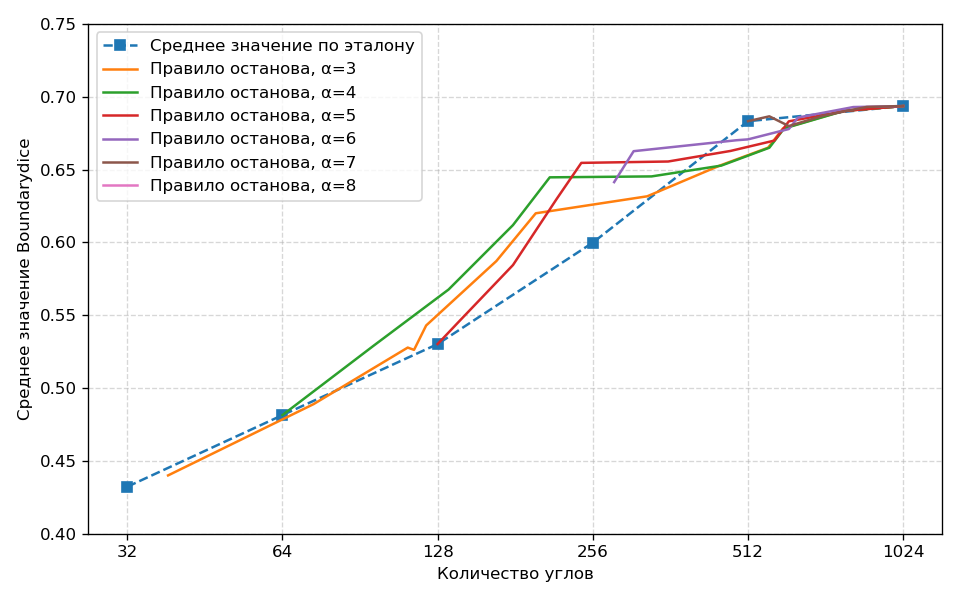 0.75
0.70
0.65
0.60
0.55
0.50
0.45
0.40
Среднее значение Boundarydice
Среднее значение по эталону
Правило останова, α=3
Правило останова, α=4
Правило останова, α=5
Правило останова, α=6
Правило останова, α=7
Правило останова, α=8
32 64 128 256 512 1024
Количество углов